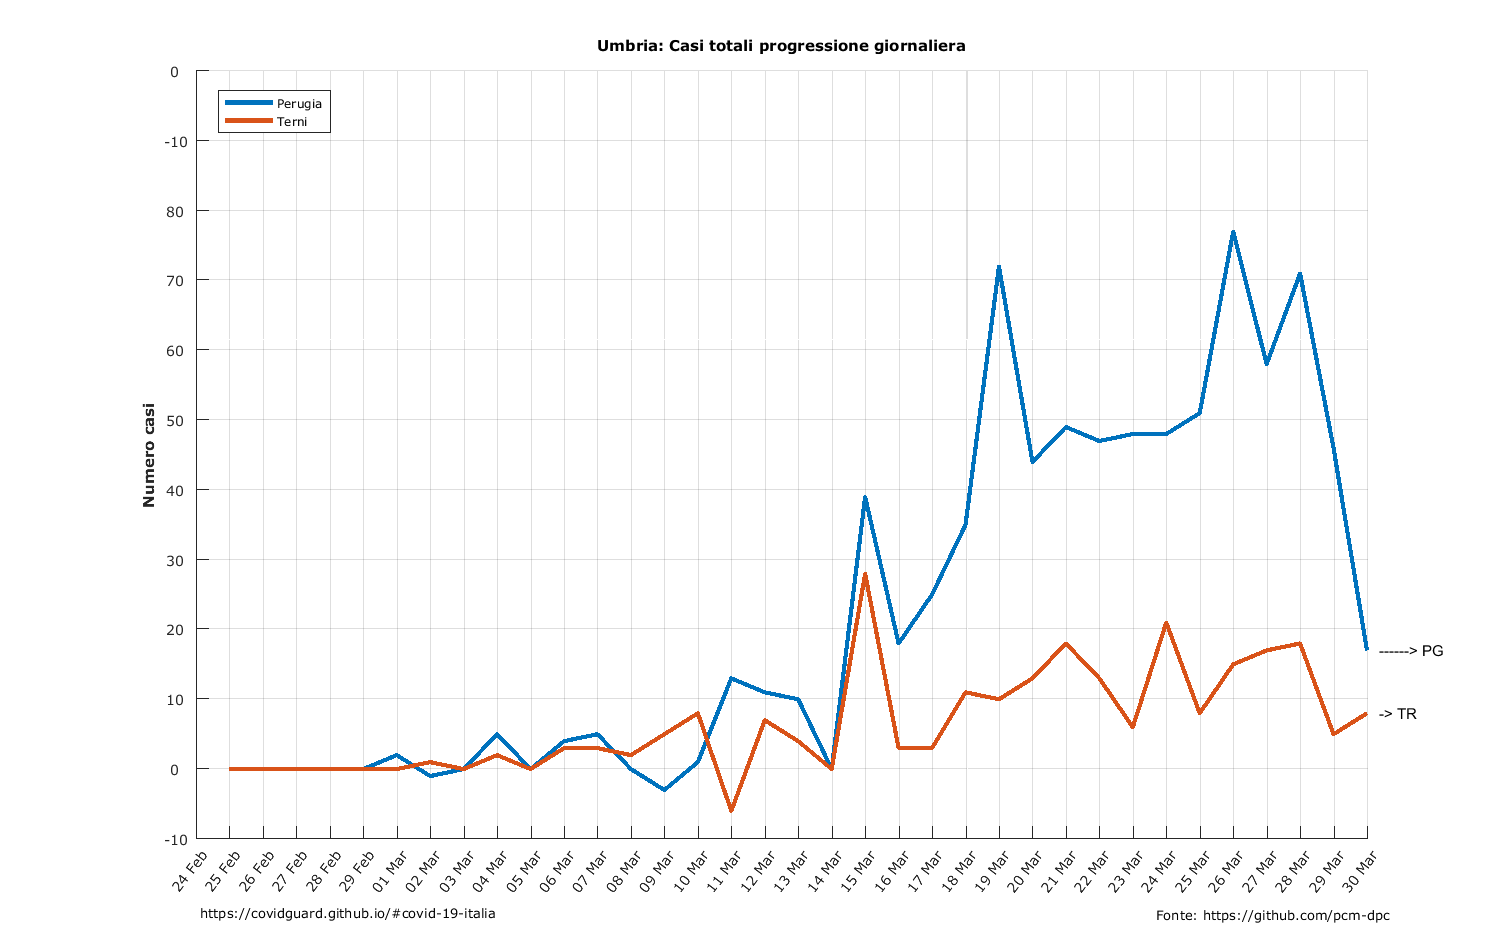 Umbria: Casi totali progressione giornaliera
0
-10
80
70
60
50
40
30
20
10
0
-10
Numero casi
Perugia
Terni
------> PG
-> TR
24 Feb
25 Feb
26 Feb
27 Feb
28 Feb
29 Feb
01 Mar
02 Mar
03 Mar
04 Mar
05 Mar
06 Mar
07 Mar
08 Mar
09 Mar
10 Mar
11 Mar
12 Mar
13 Mar
14 Mar
15 Mar
16 Mar
17 Mar
18 Mar
19 Mar
20 Mar
21 Mar
22 Mar
23 Mar
24 Mar
25 Mar
26 Mar
27 Mar
28 Mar
29 Mar
30 Mar
https://covidguard.github.io/#covid-19-italia
Fonte: https://github.com/pcm-dpc